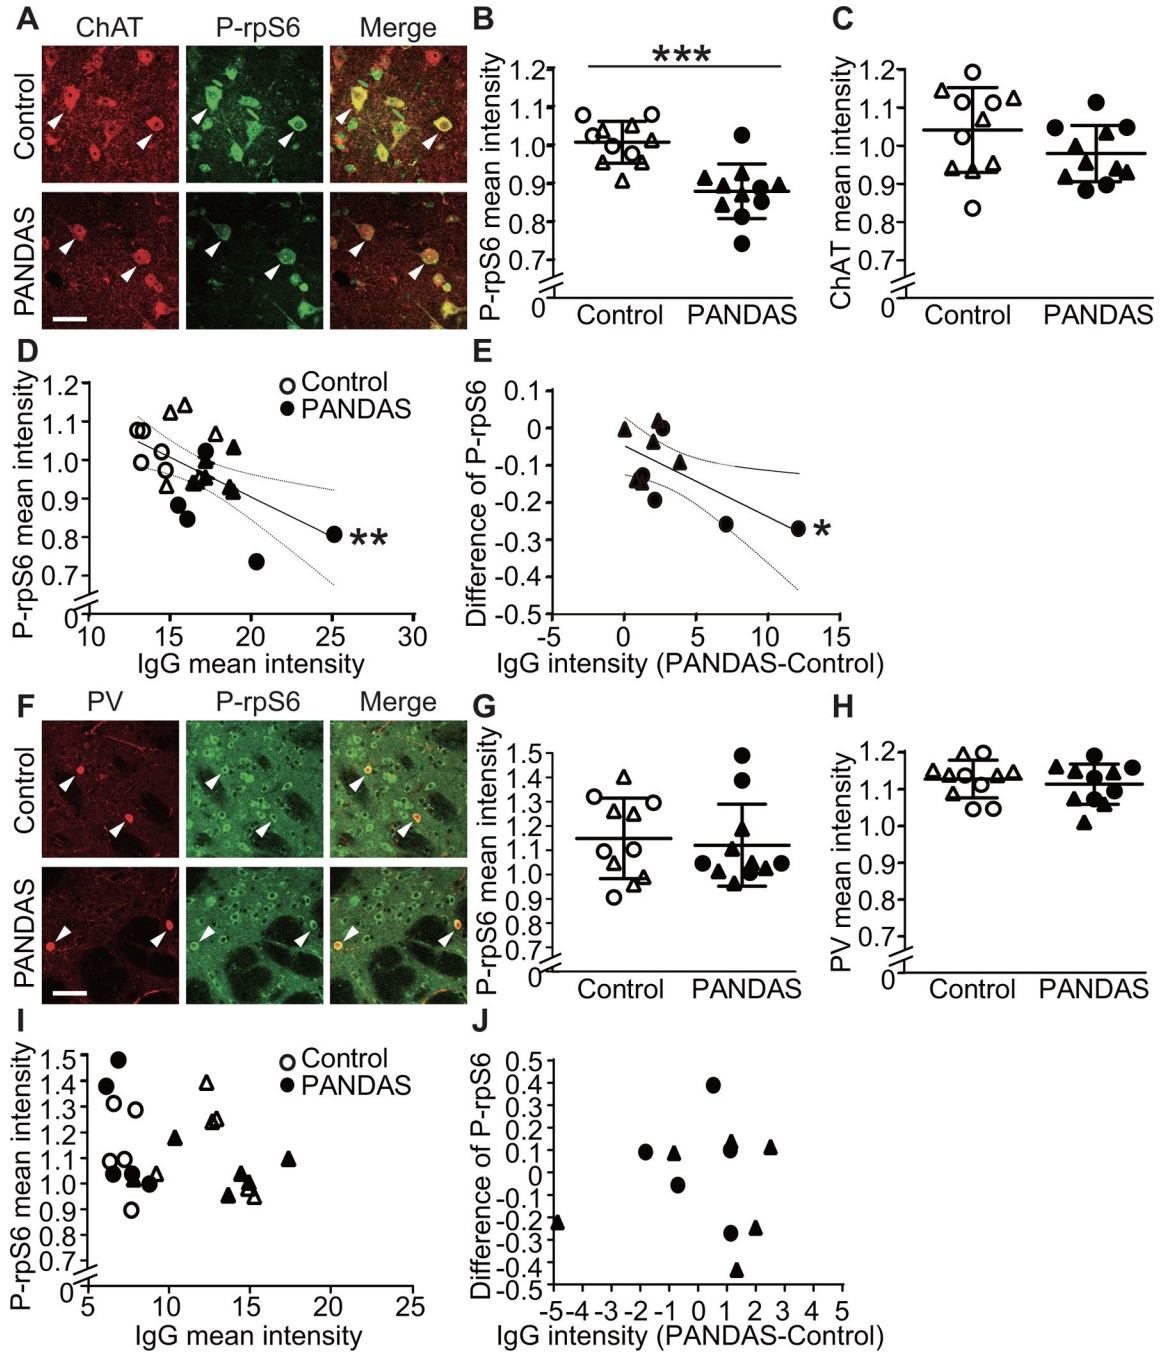 A
ChAT
P-rpS6
Merge
Control
PANDAS
B
P-rpS6 mean intensity
1.2
1.1
1.0
0.9
0.8
0.7
0
***
Control
PANDAS
C
ChAT mean intensity
1.2
1.1
1.0
0.9
0.8
0.7
0
Control
PANDAS
D
P-rpS6 mean intensity
1.2
1.1
1.0
0.9
0.8
0.7
0
Control
PANDAS
**
10
15
20
25
30
IgG mean intensity
E
Difference of P-rpS6
0.1
0
-0.1
-0.2
-0.3
-0.4
-0.5
*
-5
0
5
10
15
IgG intensity (PANDAS-Control)
F
PV
P-rpS6
Merge
Control
PANDAS
G
P-rpS6 mean intensity
1.5
1.4
1.3
1.2
1.1
1.0
0.9
0.8
0.7
0
Control
PANDAS
H
PV mean intensity
1.2
1.1
1.0
0.9
0.8
0.7
0
Control
PANDAS
I
P-rpS6 mean intensity
1.5
1.4
1.3
1.2
1.1
1.0
0.9
0.8
0.7
0
Control
PANDAS
5
10
15
20
25
IgG mean intensity
J
Difference of P-rpS6
0.5
0.4
0.3
0.2
0.1
0
-0.1
-0.2
-0.3
-0.4
-0.5
-5
-4
-3
-2
-1
0
1
2
3
4
5
IgG intensity (PANDAS-Control)